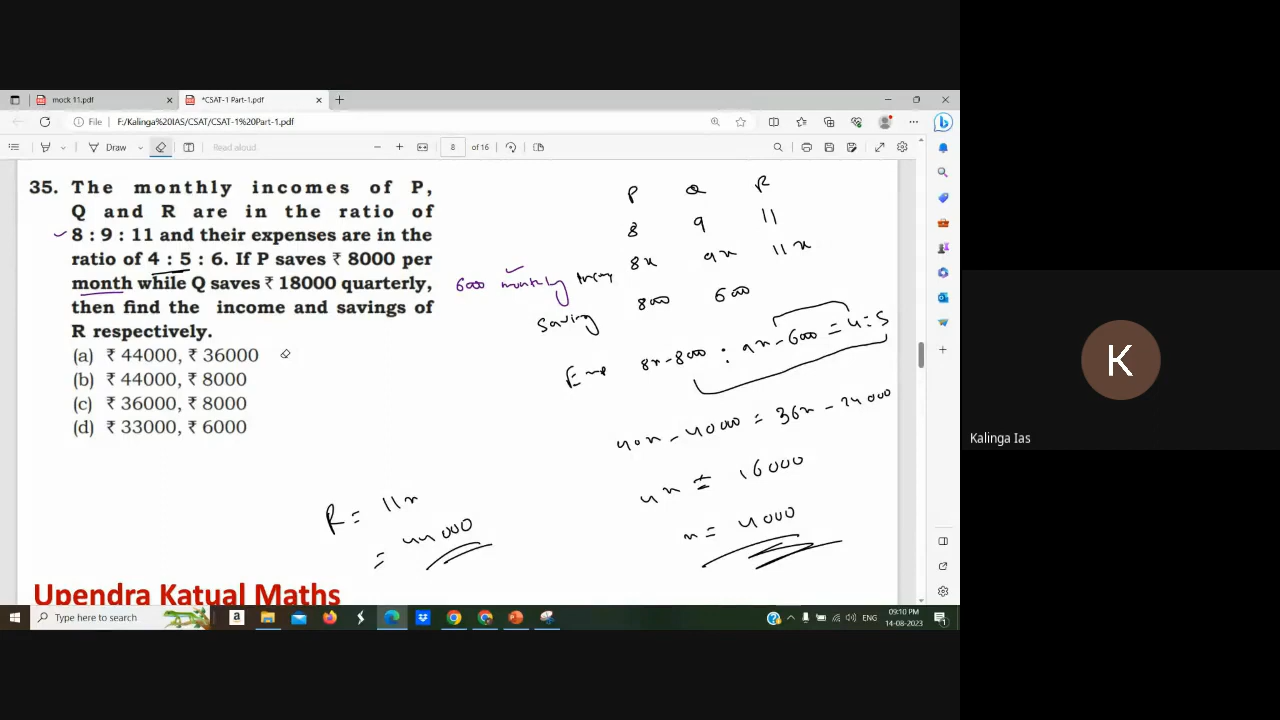 mock 11.pdf
*CSAT-1 Part-1.pdf
File F:/Kalinga%20IAS/CSAT/CSAT-1%20Part-1.pdf
Draw Read aloud 8 of 16
35. The monthly incomes of P,
Q and R are in the ratio of
8 : 9 : 11 and their expenses are in the
ratio of 4 : 5 : 6. If P saves ₹ 8000 per
month while Q saves ₹ 18000 quarterly,
then find the income and savings of
R respectively.
(a) ₹ 44000, ₹ 36000
(b) ₹ 44000, ₹ 8000
(c) ₹ 36000, ₹ 8000
(d) ₹ 33000, ₹ 6000
P Q R
8 9 11
8x 9x 11x
6000 monthly
Saving 8000 6000
Exp 8x-8000 : 9x-6000 = 4:5
40x - 40000 = 36x - 24000
4x = 16000
x = 4000
R = 11x
= 44000
Upendra Katual Maths
Type here to search
ENG
09:10 PM
14-08-2023
K
Kalinga Ias